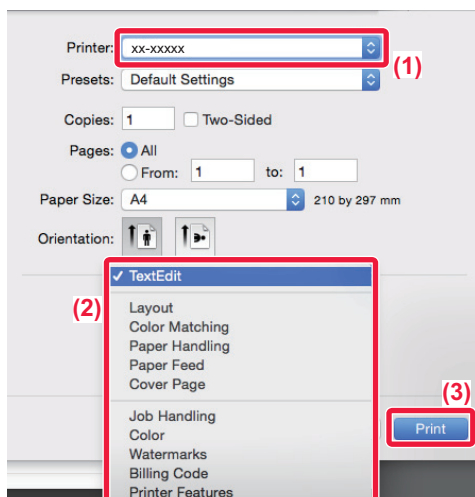 Printer: xx-xxxxx
(1)
Presets: Default Settings
Copies: 1 Two-Sided
Pages: All
From: 1 to: 1
Paper Size: A4 210 by 297 mm
Orientation:
✓ TextEdit
(2)
Layout
Color Matching
Paper Handling
Paper Feed
Cover Page
(3)
Job Handling
Print
Color
Watermarks
Billing Code
Printer Features